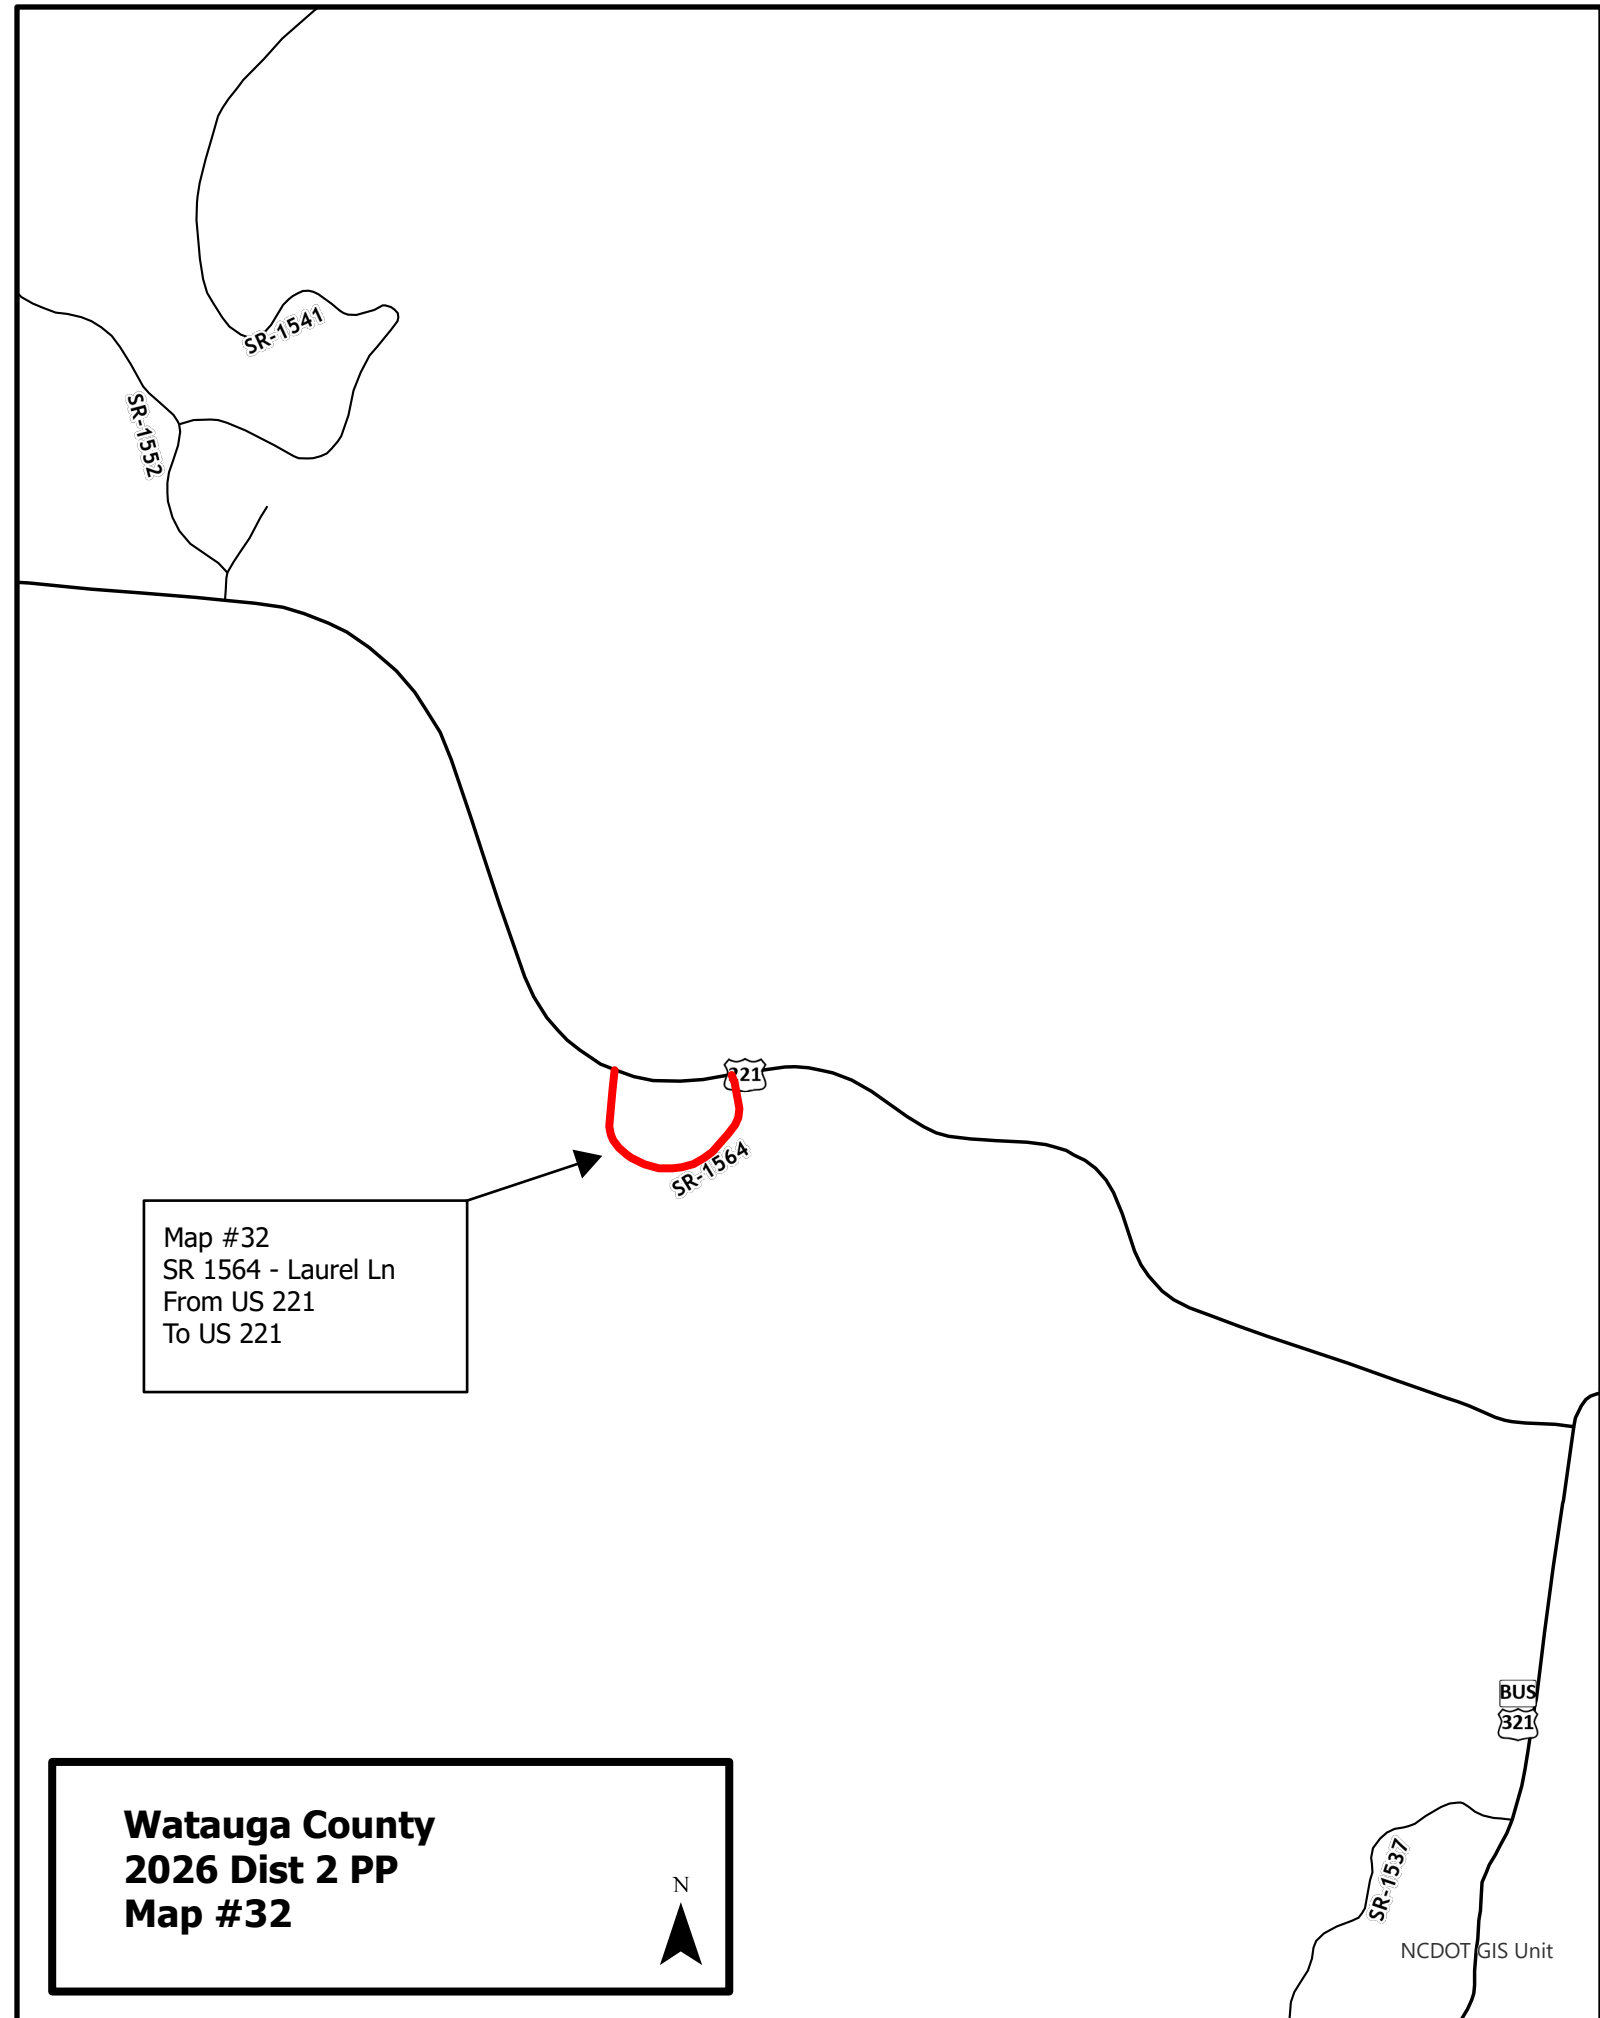 SR-1541
SR-1552
221
SR-1564
Map #32
SR 1564 - Laurel Ln
From US 221
To US 221
BUS
321
Watauga County
2026 Dist 2 PP
Map #32
N
SR-1537
NCDOT GIS Unit